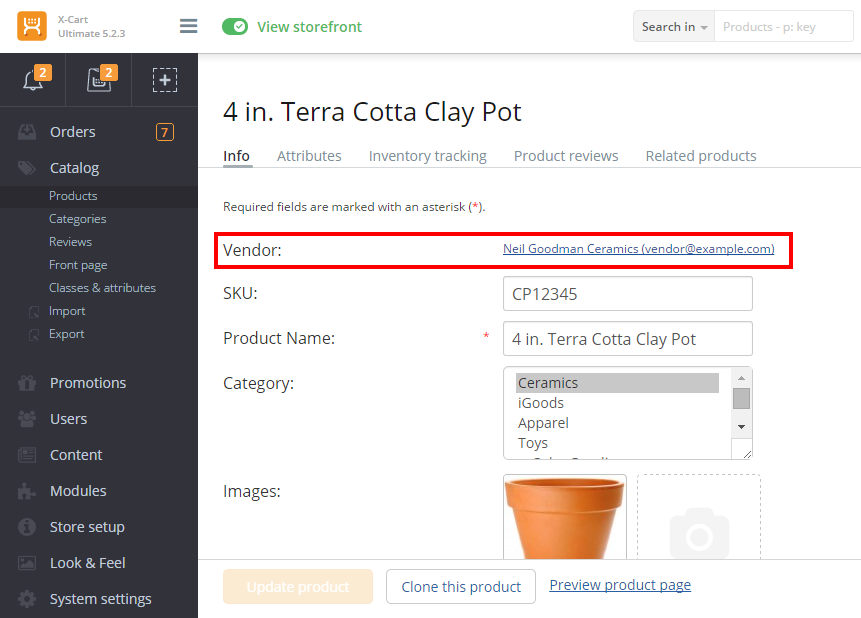 X-Cart
Ultimate 5.2.3
View storefront
Search in
Products - p: key
2
2
Orders 7
Catalog
Products
Categories
Reviews
Front page
Classes & attributes
Import
Export
Promotions
Users
Content
Modules
Store setup
Look & Feel
System settings
4 in. Terra Cotta Clay Pot
Info Attributes Inventory tracking Product reviews Related products
Required fields are marked with an asterisk (*).
Vendor: Neil Goodman Ceramics (vendor@example.com)
SKU: CP12345
Product Name: * 4 in. Terra Cotta Clay Pot
Category: Ceramics
iGoods
Apparel
Toys
Images:
Update product Clone this product Preview product page